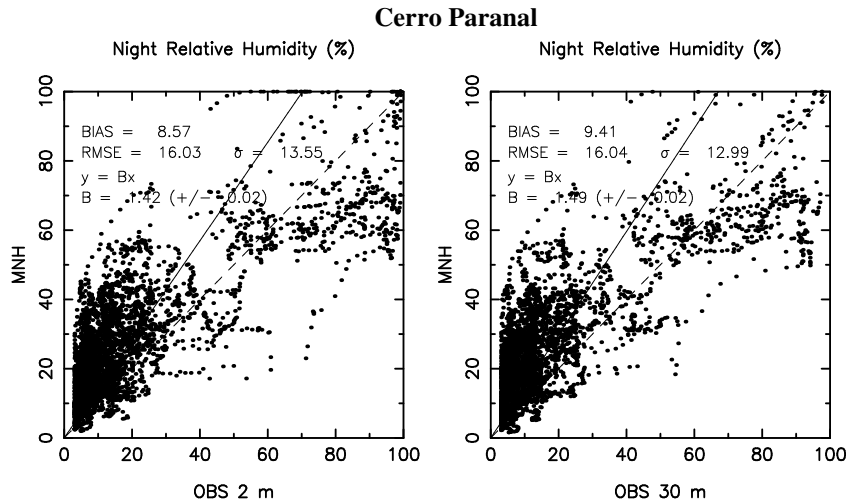 Cerro Paranal
Night Relative Humidity (%)
MNH
0 20 40 60 80 100
BIAS = 8.57
RMSE = 16.03 σ = 13.55
y = Bx
B = 1.42 (+/- 0.02)
0 20 40 60 80 100
OBS 2 m
Night Relative Humidity (%)
MNH
0 20 40 60 80 100
BIAS = 9.41
RMSE = 16.04 σ = 12.99
y = Bx
B = 1.49 (+/- 0.02)
0 20 40 60 80 100
OBS 30 m